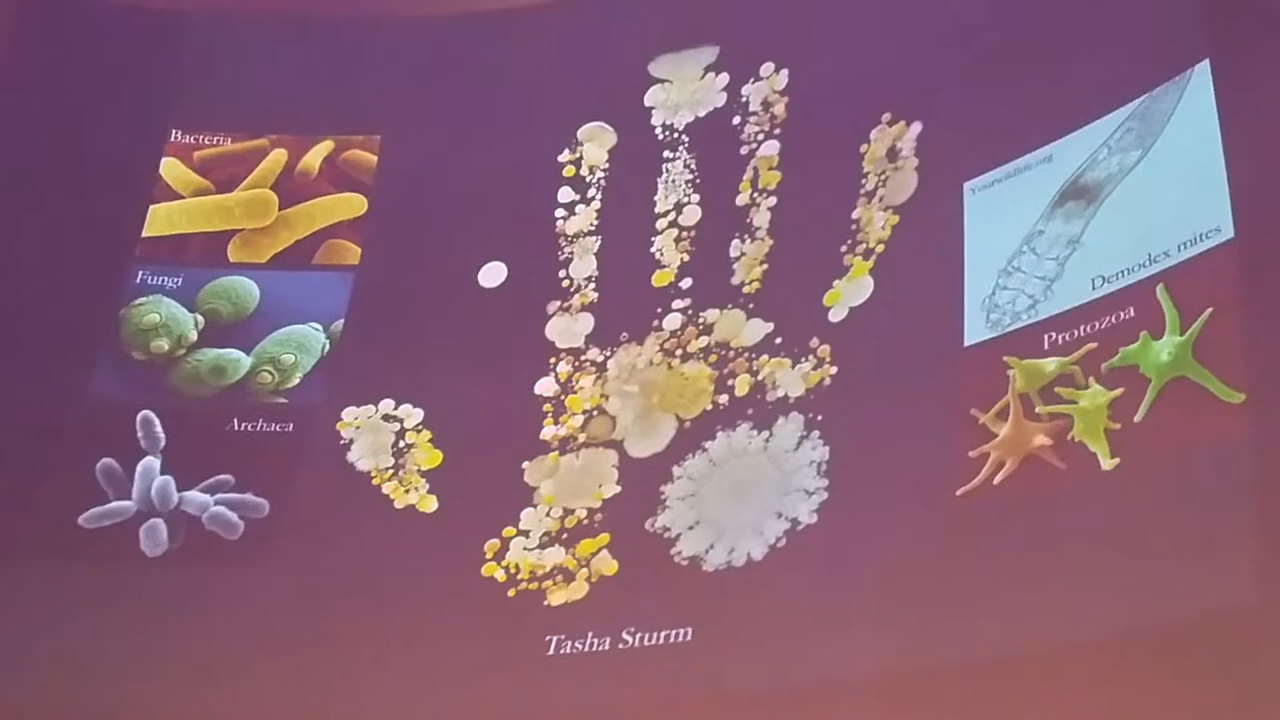 Bacteria
Fungi
Archaea
Yourwildlife.org
Demodex mites
Protozoa
Tasha Sturm